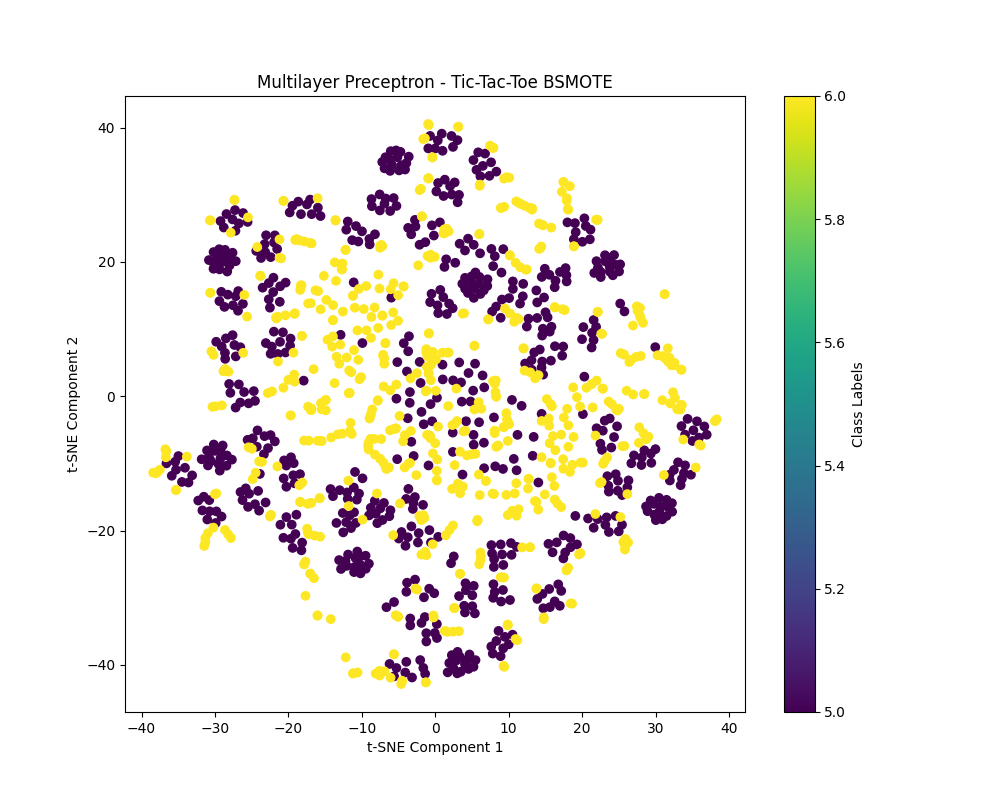 Multilayer Preceptron - Tic-Tac-Toe BSMOTE
40
20
0
−20
−40
t-SNE Component 2
−40 −30 −20 −10 0 10 20 30 40
t-SNE Component 1
6.0
5.8
5.6
5.4
5.2
5.0
Class Labels